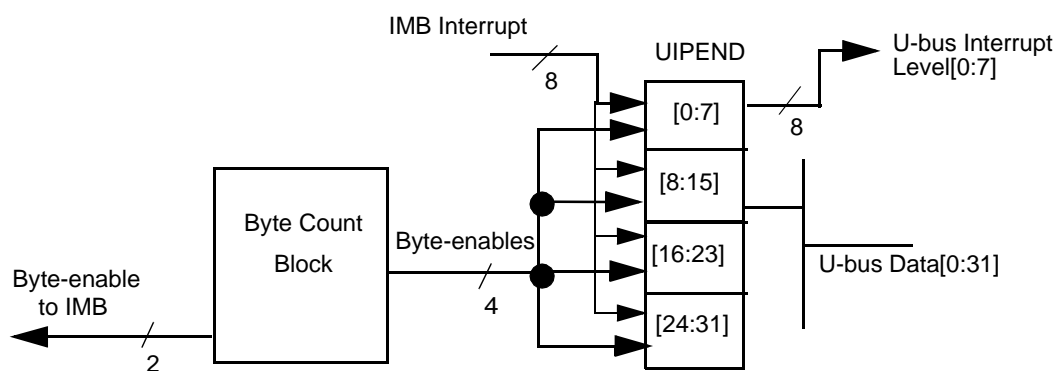 IMB Interrupt
8
UIPEND
U-bus Interrupt
Level[0:7]
[0:7]
8
[8:15]
Byte Count
Block
Byte-enables
4
[16:23]
U-bus Data[0:31]
[24:31]
Byte-enable
to IMB
2